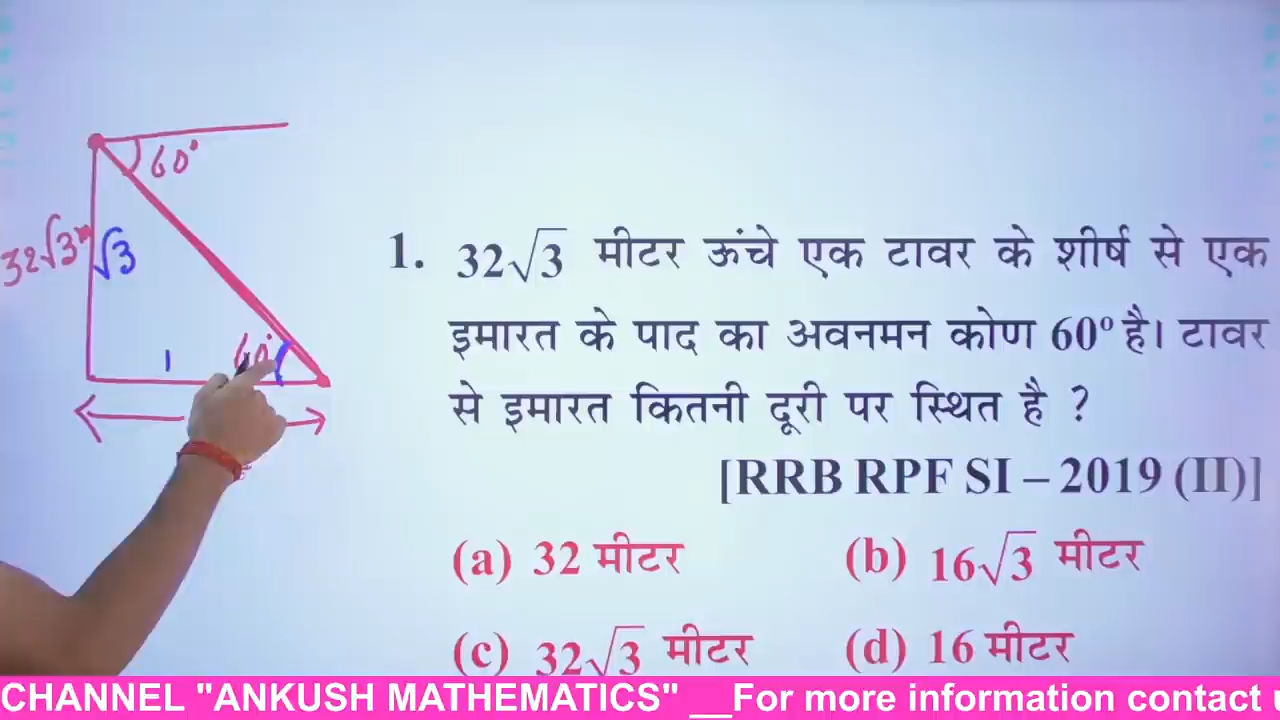 60°
32√3 m
√3
1
60°
1. 32√3 मीटर ऊंचे एक टावर के शीर्ष से एक
इमारत के पाद का अवनमन कोण 60° है। टावर
से इमारत कितनी दूरी पर स्थित है ?
[RRB RPF SI – 2019 (II)]
(a) 32 मीटर (b) 16√3 मीटर
(c) 32√3 मीटर (d) 16 मीटर
CHANNEL "ANKUSH MATHEMATICS" __For more information contact u